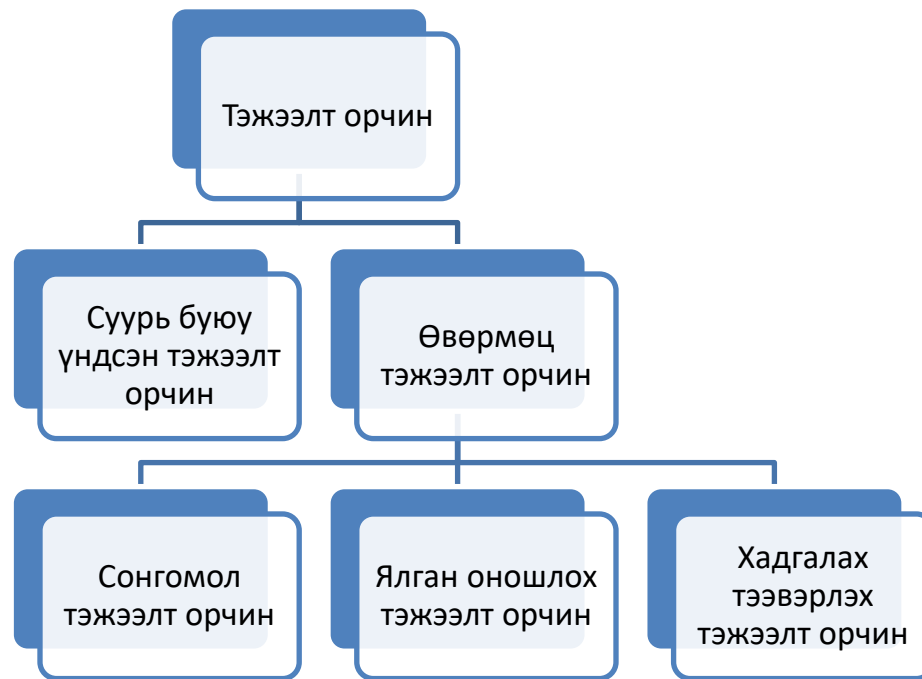 Тэжээлт орчин
Суурь буюу
үндсэн тэжээлт
орчин
Өвөрмөц
тэжээлт орчин
Сонгомол
тэжээлт орчин
Ялган оношлох
тэжээлт орчин
Хадгалах
тээвэрлэх
тэжээлт орчин